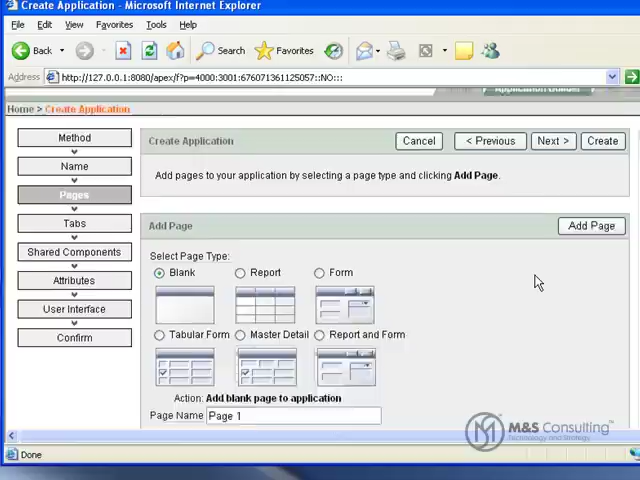 Create Application - Microsoft Internet Explorer
File Edit View Favorites Tools Help
Back Search Favorites
Address http://127.0.0.1:8080/apex/f?p=4000:3001:676071361125057::NO:::
Application Builder
Home > Create Application
Method
Name
Pages
Tabs
Shared Components
Attributes
User Interface
Confirm
Create Application Cancel < Previous Next > Create
Add pages to your application by selecting a page type and clicking Add Page.
Add Page Add Page
Select Page Type:
Blank Report Form
Tabular Form Master Detail Report and Form
Action: Add blank page to application
Page Name Page 1
M&S Consulting™
Technology and Strategy
Done